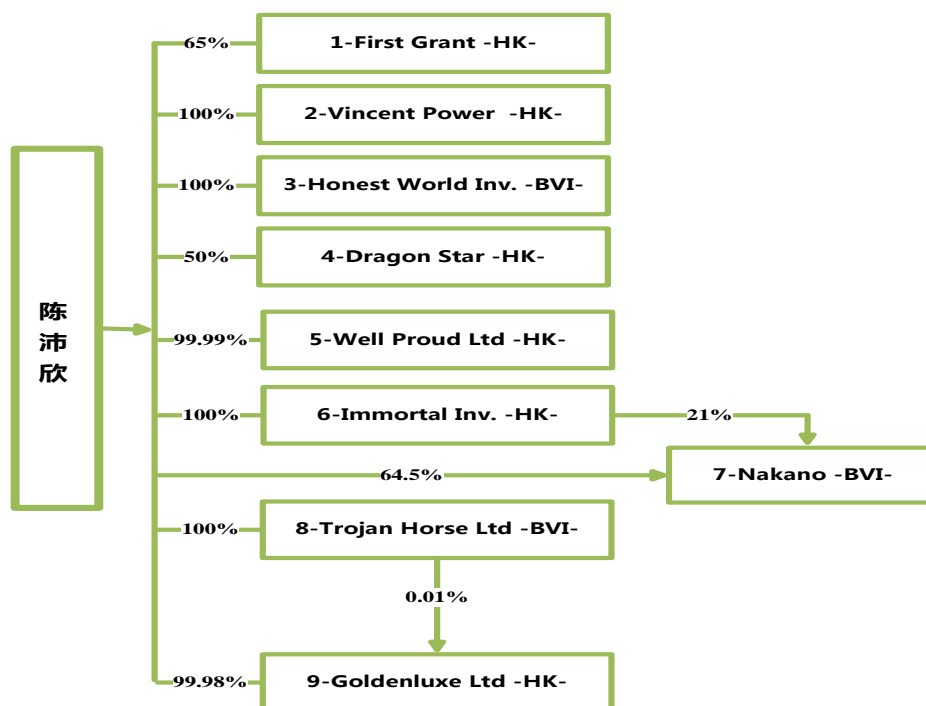 65%
1-First Grant -HK-
100%
2-Vincent Power -HK-
100%
3-Honest World Inv. -BVI-
50%
4-Dragon Star -HK-
陈
沛
欣
99.99%
5-Well Proud Ltd -HK-
100%
6-Immortal Inv. -HK-
21%
64.5%
7-Nakano -BVI-
100%
8-Trojan Horse Ltd -BVI-
0.01%
99.98%
9-Goldenluxe Ltd -HK-